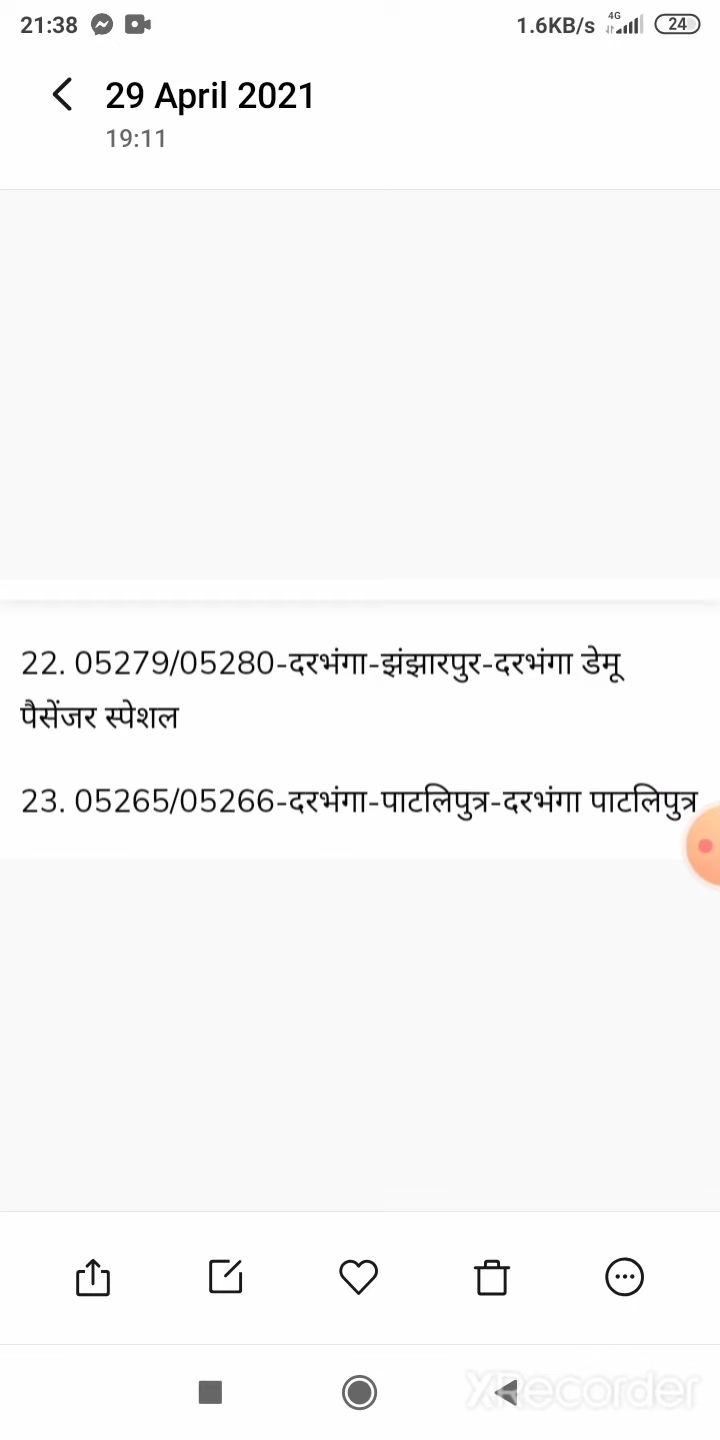 21:38 1.6KB/s 4G 24
29 April 2021
19:11
22. 05279/05280-दरभंगा-झंझारपुर-दरभंगा डेमू
पैसेंजर स्पेशल
23. 05265/05266-दरभंगा-पाटलिपुत्र-दरभंगा पाटलिपुत्र
XRecorder